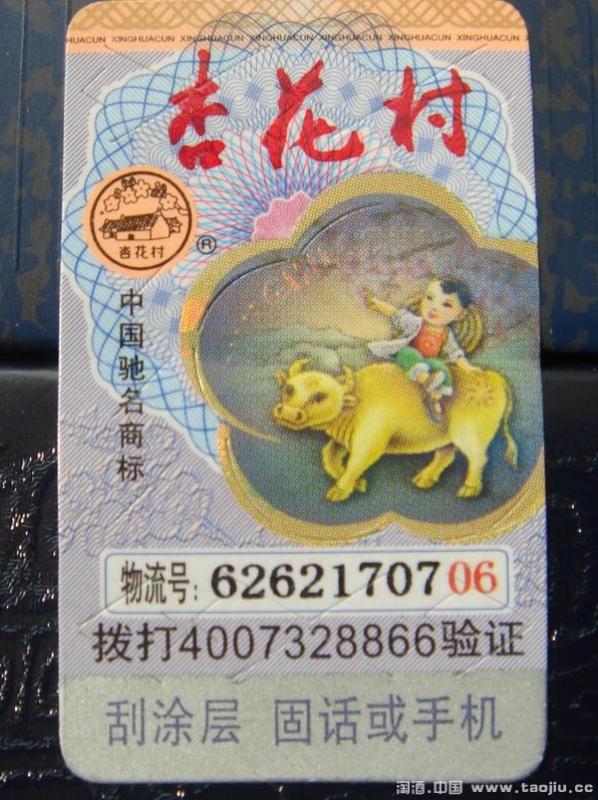 XINGHUACUN XINGHUACUN XINGHUACUN XINGHUACUN XINGHUACUN XINGHUACUN
杏花村
杏花村
®
中国驰名商标
物流号: 6262170706
拨打4007328866验证
刮涂层 固话或手机
淘酒.中国 www.taojiu.cc